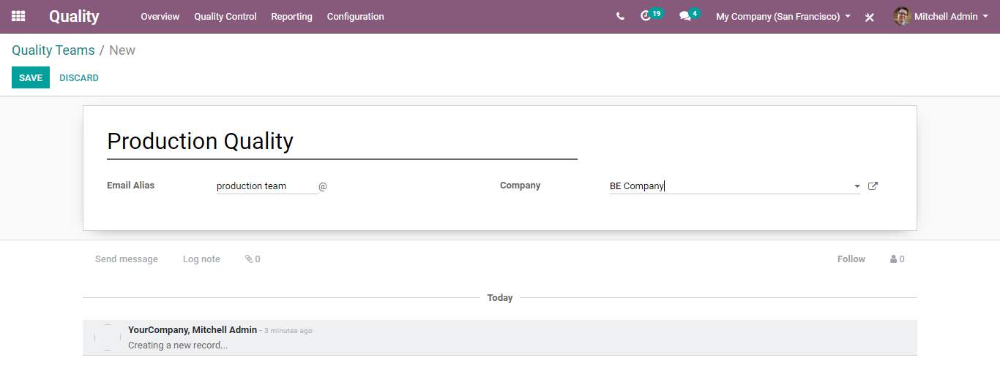 Quality Overview Quality Control Reporting Configuration 19 4 My Company (San Francisco) Mitchell Admin
Quality Teams / New
SAVE DISCARD
Production Quality
Email Alias production team @ Company BE Company
Send message Log note 0 Follow 0
Today
YourCompany, Mitchell Admin - 3 minutes ago
Creating a new record...